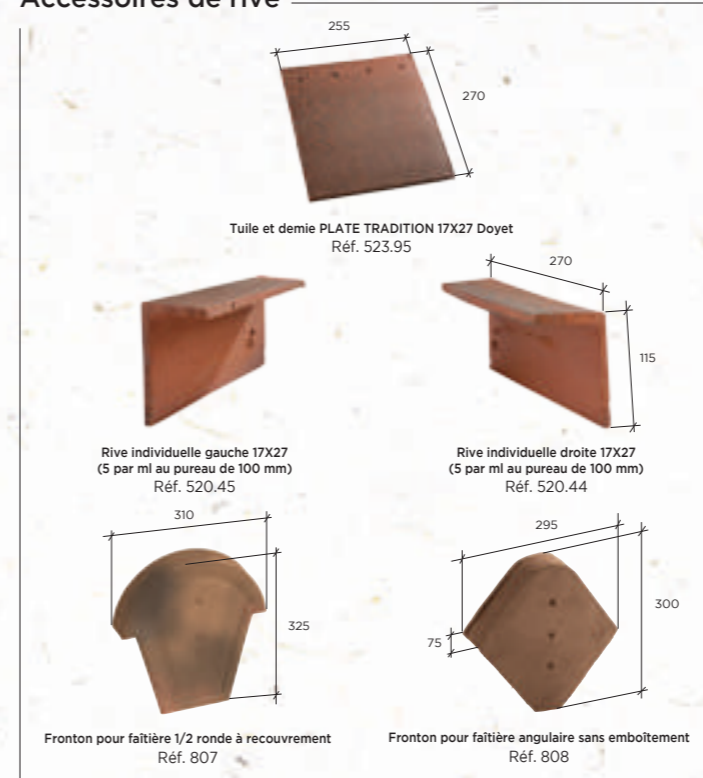 Accessoires de rive
255
270
Tuile et demie PLATE TRADITION 17X27 Doyet
Réf. 523.95
270
115
Rive individuelle gauche 17X27
(5 par ml au pureau de 100 mm)
Réf. 520.45
Rive individuelle droite 17X27
(5 par ml au pureau de 100 mm)
Réf. 520.44
310
325
295
300
75
Fronton pour faîtière 1/2 ronde à recouvrement
Réf. 807
Fronton pour faîtière angulaire sans emboîtement
Réf. 808